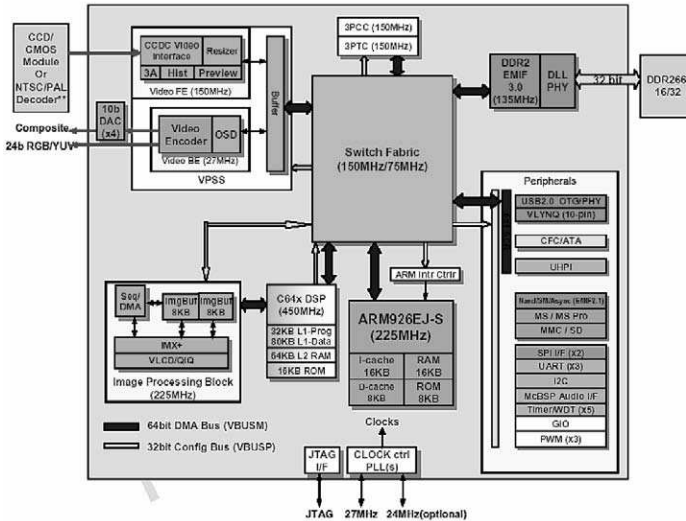 CCD/
CMOS
Module
Or
NTSC/PAL
Decoder**
CCDC Video
Interface
Resizer
3A
Hist
Preview
Video FE (150MHz)
Buffer
3PCC (150MHz)
3PTC (150MHz)
DDR2
EMIF
3.0
(135MHz)
DLL
PHY
32 bit
DDR266
16/32
10b
DAC
(x4)
Composite
24b RGB/YUV
Video
Encoder
OSD
Video BE (27MHz)
VPSS
Switch Fabric
(150MHz/75MHz)
Peripherals
USB2.0 OTG/PHY
VLYNQ (10-pin)
CFC/ATA
UHPI
MS / MS Pro
MMC / SD
SPI I/F (x2)
UART (x3)
I2C
McBSP Audio I/F
Timer/WDT (x5)
GIO
PWM (x3)
ARM Intr Ctrlr
Seq/
DMA
ImgBuf
8KB
ImgBuf
8KB
IMX+
VLCD/QIQ
Image Processing Block
(225MHz)
C64x DSP
(450MHz)
32KB L1-Prog
80KB L1-Data
64KB L2 RAM
16KB ROM
ARM926EJ-S
(225MHz)
I-cache
16KB
RAM
16KB
D-cache
8KB
ROM
8KB
64bit DMA Bus (VBUSM)
32bit Config Bus (VBUSP)
Clocks
JTAG
I/F
CLOCK ctrl
PLL(s)
JTAG
27MHz
24MHz(optional)